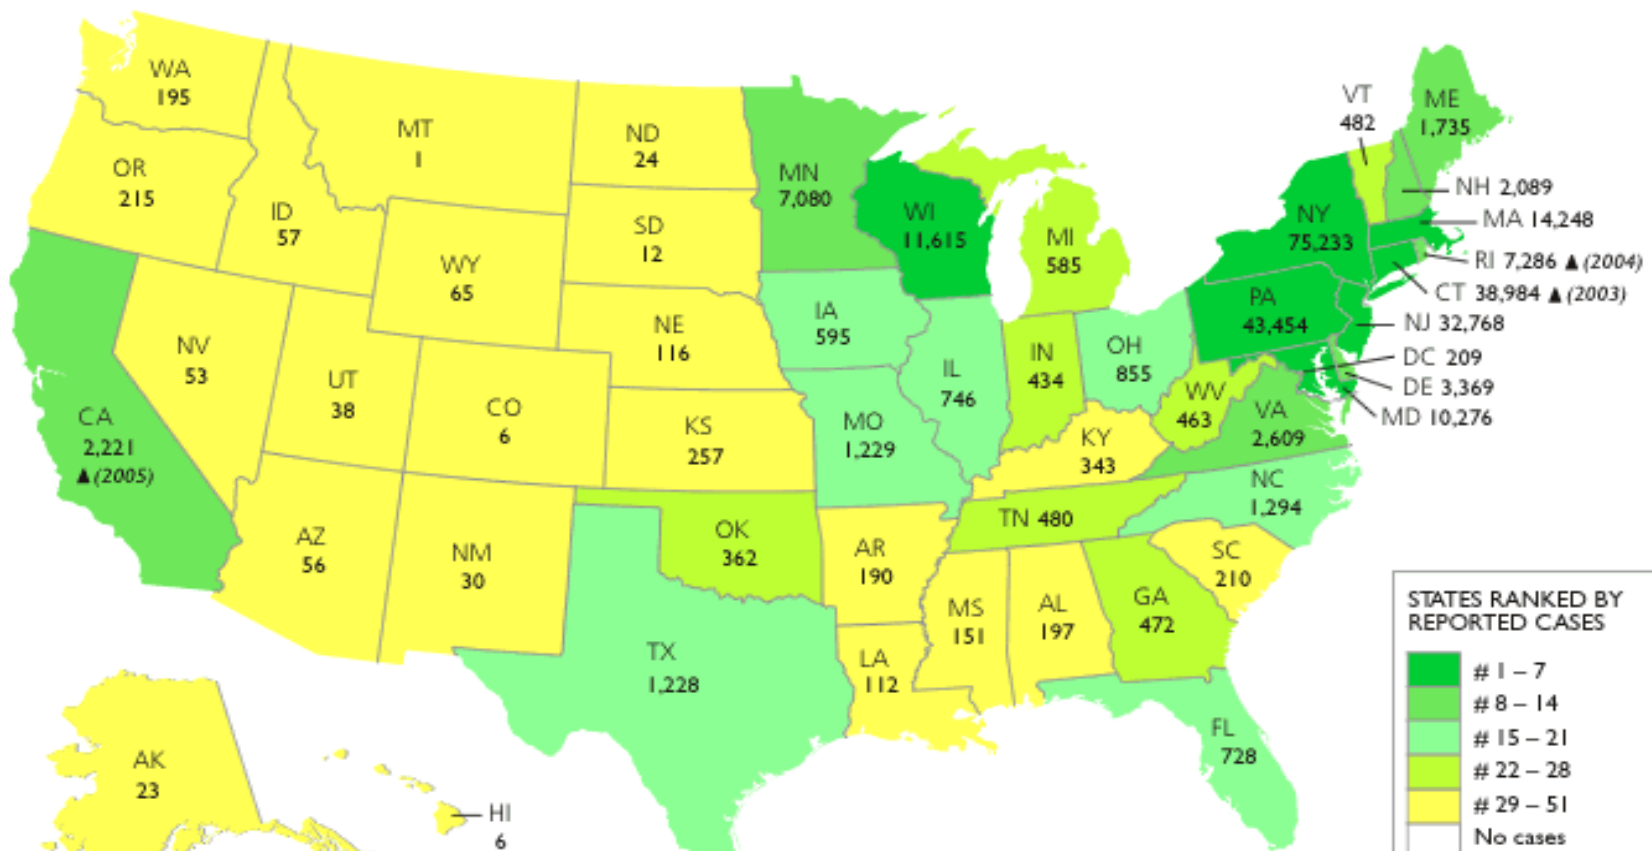 WA
195
OR
215
CA
2,221
▲ (2005)
ID
57
NV
53
MT
1
WY
65
UT
38
AZ
56
CO
6
NM
30
ND
24
SD
12
NE
116
KS
257
OK
362
TX
1,228
MN
7,080
IA
595
MO
1,229
AR
190
LA
112
WI
11,615
IL
746
MI
585
IN
434
OH
855
KY
343
TN 480
MS
151
AL
197
GA
472
FL
728
SC
210
NC
1,294
VA
2,609
WV
463
PA
43,454
NY
75,233
VT
482
ME
1,735
NH 2,089
MA 14,248
RI 7,286 ▲ (2004)
CT 38,984 ▲ (2003)
NJ 32,768
DC 209
DE 3,369
MD 10,276
AK
23
HI
6
STATES RANKED BY
REPORTED CASES
# 1 – 7
# 8 – 14
# 15 – 21
# 22 – 28
# 29 – 51
No cases